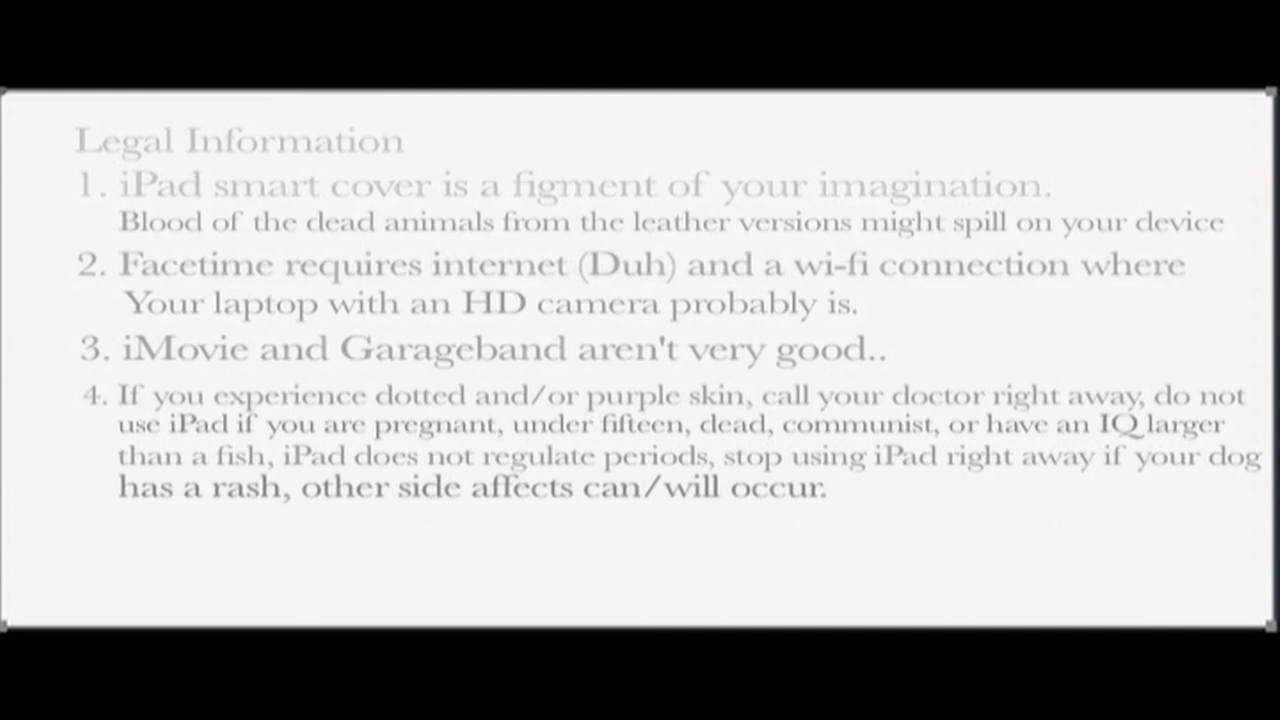 Legal Information
1. iPad smart cover is a figment of your imagination.
Blood of the dead animals from the leather versions might spill on your device
2. Facetime requires internet (Duh) and a wi-fi connection where
Your laptop with an HD camera probably is.
3. iMovie and Garageband aren't very good..
4. If you experience dotted and/or purple skin, call your doctor right away, do not
use iPad if you are pregnant, under fifteen, dead, communist, or have an IQ larger
than a fish, iPad does not regulate periods, stop using iPad right away if your dog
has a rash, other side affects can/will occur.